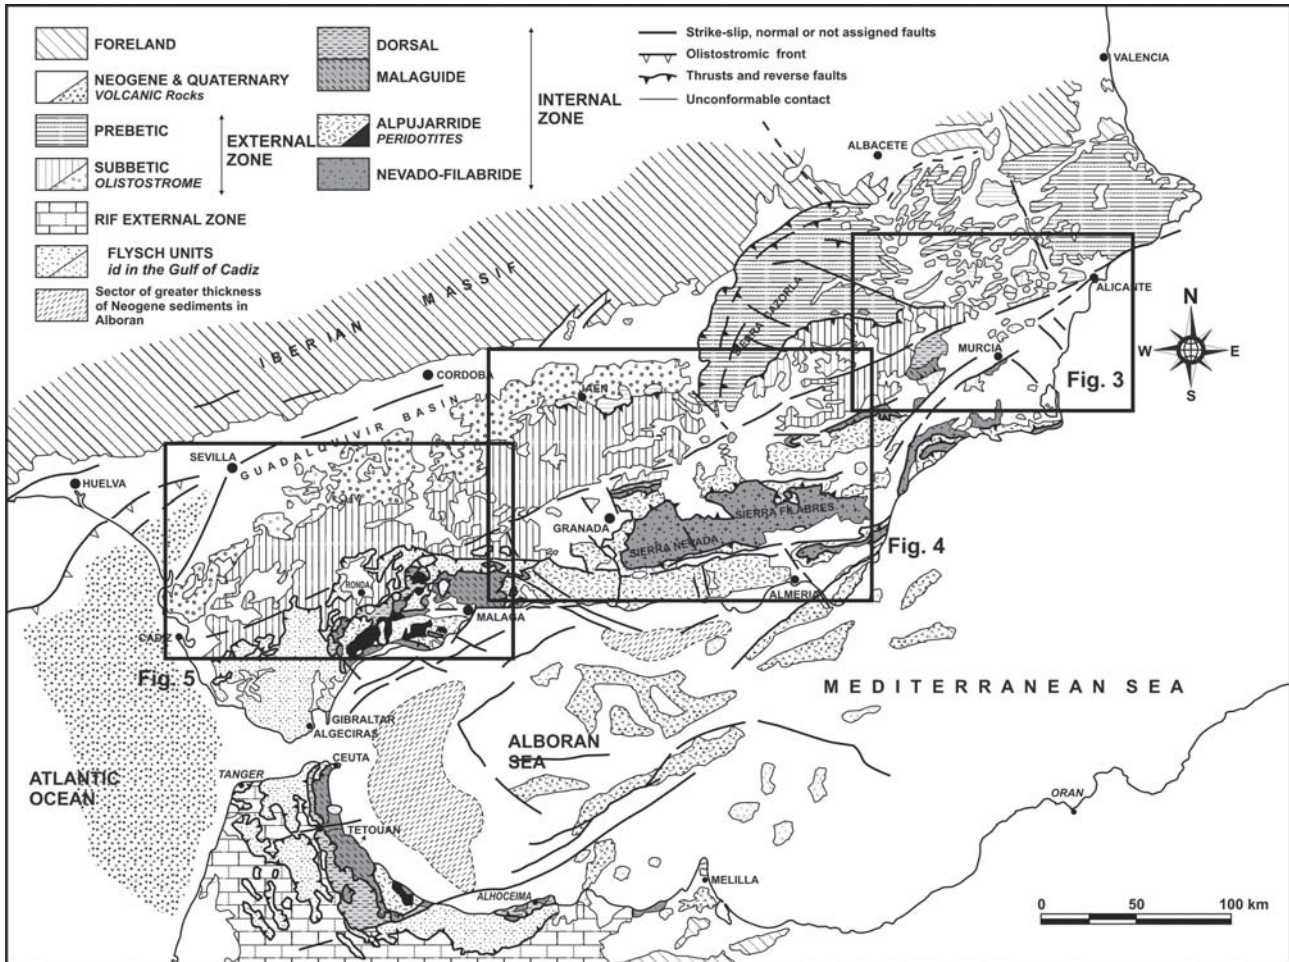 FORELAND
NEOGENE & QUATERNARY
VOLCANIC Rocks
PREBETIC
SUBBETIC
OLISTOSTROME
EXTERNAL
ZONE
RIF EXTERNAL ZONE
FLYSCH UNITS
id in the Gulf of Cadiz
Sector of greater thickness
of Neogene sediments in
Alboran
DORSAL
MALAGUIDE
ALPUJARRIDE
PERIDOTITES
NEVADO-FILABRIDE
INTERNAL
ZONE
Strike-slip, normal or not assigned faults
Olistostromic front
Thrusts and reverse faults
Unconformable contact
VALENCIA
ALBACETE
IBERIAN MASSIF
SIERRA CAZORLA
ALICANTE
N
W
E
S
MURCIA
Fig. 3
CORDOBA
JAEN
GUADALQUIVIR BASIN
SEVILLA
HUELVA
GRANADA
SIERRA FILABRES
SIERRA NEVADA
Fig. 4
ALMERIA
RONDA
MALAGA
CADIZ
Fig. 5
MEDITERRANEAN SEA
GIBRALTAR
ALGECIRAS
ALBORAN
SEA
CEUTA
TANGER
ATLANTIC
OCEAN
ORAN
TETOUAN
MELILLA
ALHOCEIMA
0 50 100 km